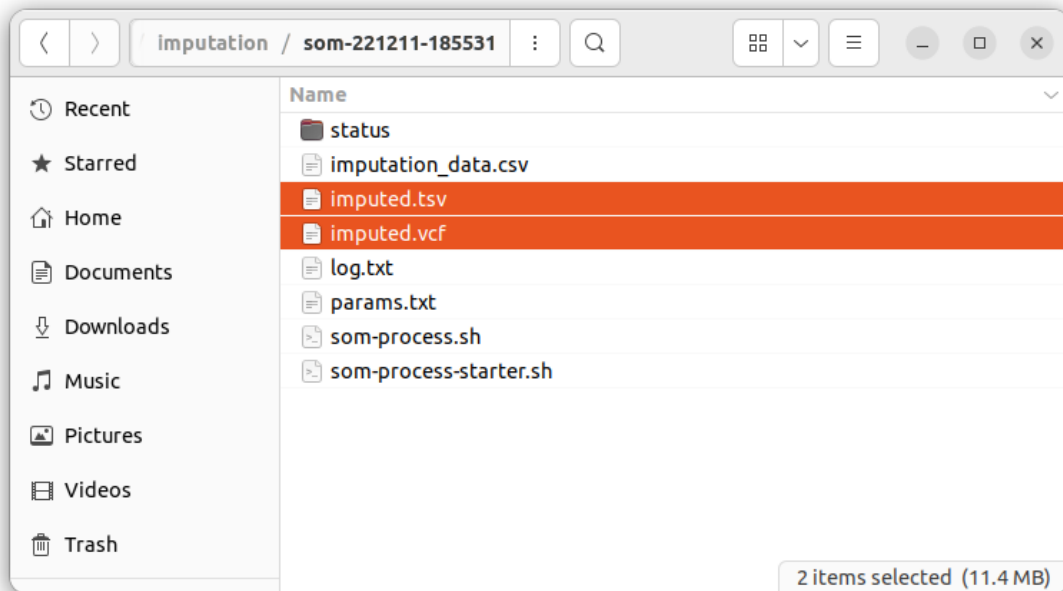 imputation / som-221211-185531
Name
Recent
Starred
Home
Documents
Downloads
Music
Pictures
Videos
Trash
status
imputation_data.csv
imputed.tsv
imputed.vcf
log.txt
params.txt
som-process.sh
som-process-starter.sh
2 items selected (11.4 MB)